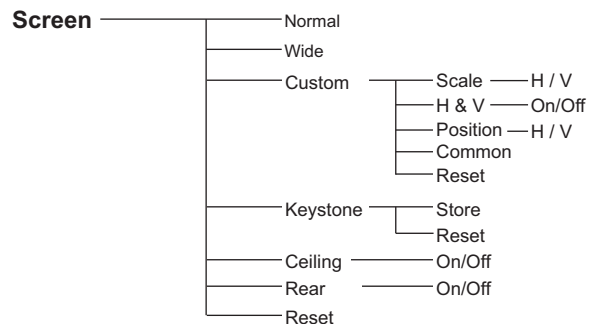 Screen Normal
Wide
Custom Scale H / V
H & V On/Off
Position H / V
Common
Reset
Keystone Store
Reset
Ceiling On/Off
Rear On/Off
Reset